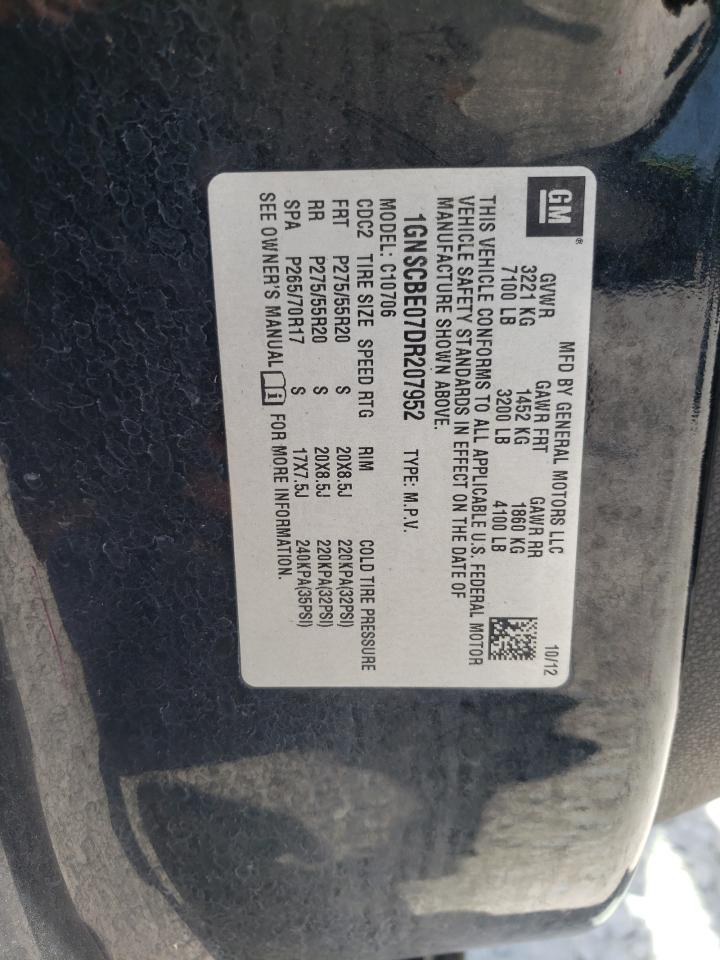 GM®
MFD BY GENERAL MOTORS LLC 10/12
GVWR GAWR FRT GAWR RR
3221 KG 1452 KG 1860 KG
7100 LB 3200 LB 4100 LB
THIS VEHICLE CONFORMS TO ALL APPLICABLE U.S. FEDERAL MOTOR
VEHICLE SAFETY STANDARDS IN EFFECT ON THE DATE OF
MANUFACTURE SHOWN ABOVE.
1GNSCBE07DR207952 TYPE: M.P.V.
MODEL: C10706
CDC2 TIRE SIZE SPEED RTG RIM COLD TIRE PRESSURE
FRT P275/55R20 S 20X8.5J 220KPA(32PSI)
RR P275/55R20 S 20X8.5J 220KPA(32PSI)
SPA P265/70R17 S 17X7.5J 240KPA(35PSI)
SEE OWNER'S MANUAL i FOR MORE INFORMATION.